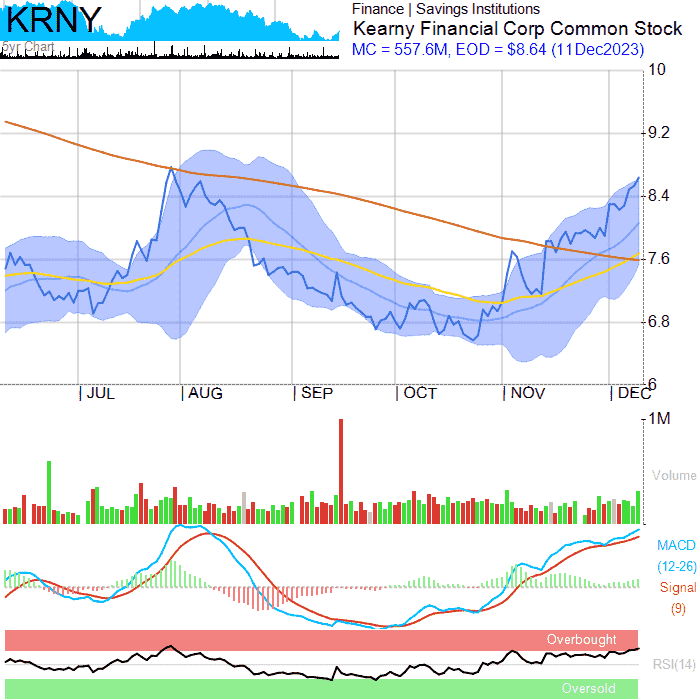 KRNY
5yr Chart
Finance | Savings Institutions
Kearny Financial Corp Common Stock
MC = 557.6M, EOD = $8.64 (11Dec2023)
10
9.2
8.4
7.6
6.8
6
JUL
AUG
SEP
OCT
NOV
DEC
1M
Volume
MACD
(12-26)
Signal
(9)
Overbought
RSI(14)
Oversold